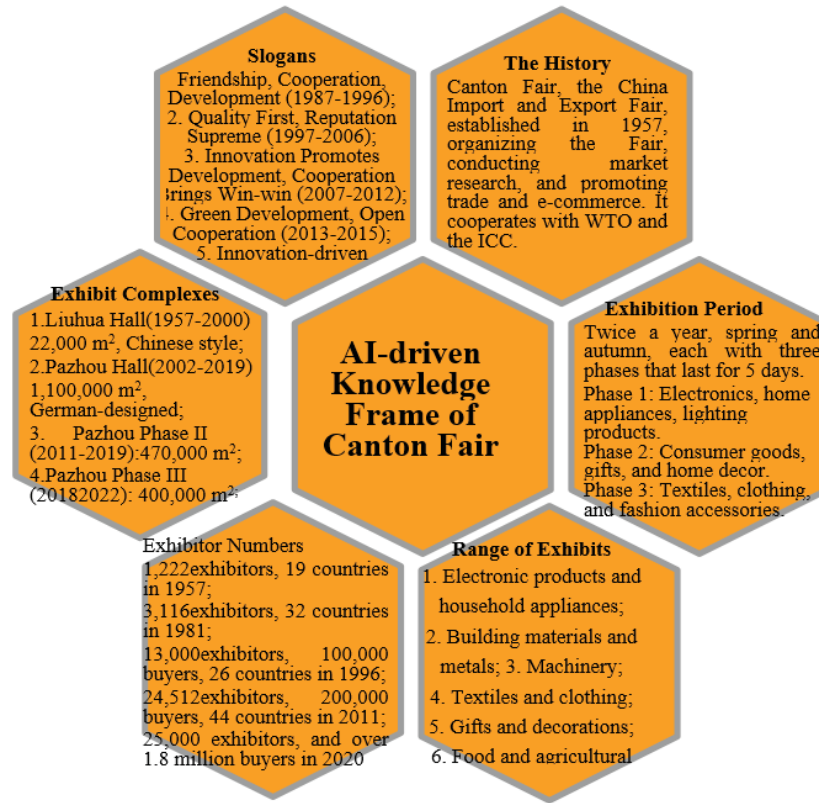 Slogans
Friendship, Cooperation,
Development (1987-1996);
2. Quality First, Reputation
Supreme (1997-2006);
3. Innovation Promotes
Development, Cooperation
Brings Win-win (2007-2012);
4. Green Development, Open
Cooperation (2013-2015);
5. Innovation-driven
The History
Canton Fair, the China
Import and Export Fair,
established in 1957,
organizing the Fair,
conducting market
research, and promoting
trade and e-commerce. It
cooperates with WTO and
the ICC.
Exhibit Complexes
1.Liuhua Hall(1957-2000)
22,000 m², Chinese style;
2.Pazhou Hall(2002-2019)
1,100,000 m²,
German-designed;
3. Pazhou Phase II
(2011-2019):470,000 m²;
4.Pazhou Phase III
(20182022): 400,000 m²;
AI-driven
Knowledge
Frame of
Canton Fair
Exhibition Period
Twice a year, spring and
autumn, each with three
phases that last for 5 days.
Phase 1: Electronics, home
appliances, lighting
products.
Phase 2: Consumer goods,
gifts, and home decor.
Phase 3: Textiles, clothing,
and fashion accessories.
Exhibitor Numbers
1,222exhibitors, 19 countries
in 1957;
3,116exhibitors, 32 countries
in 1981;
13,000exhibitors, 100,000
buyers, 26 countries in 1996;
24,512exhibitors, 200,000
buyers, 44 countries in 2011;
25,000 exhibitors, and over
1.8 million buyers in 2020
Range of Exhibits
1. Electronic products and
household appliances;
2. Building materials and
metals; 3. Machinery;
4. Textiles and clothing;
5. Gifts and decorations;
6. Food and agricultural